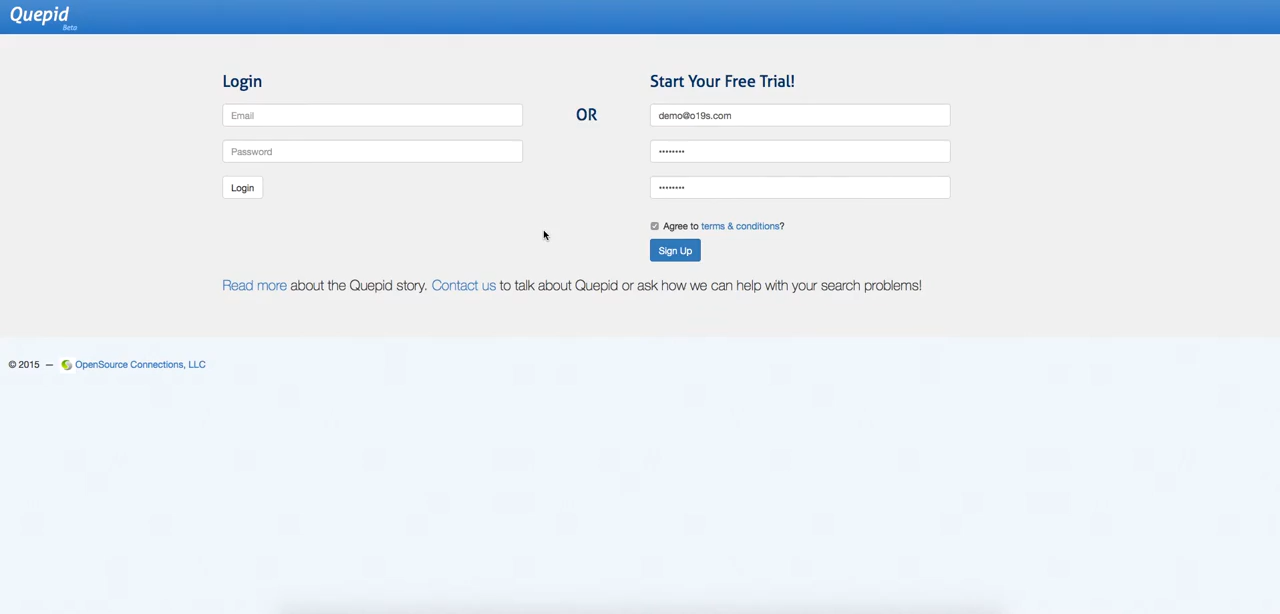 Quepid
Beta
Login
Email
Password
Login
OR
Start Your Free Trial!
demo@o19s.com
••••••••
••••••••
Agree to terms & conditions?
Sign Up
Read more about the Quepid story. Contact us to talk about Quepid or ask how we can help with your search problems!
© 2015 — OpenSource Connections, LLC